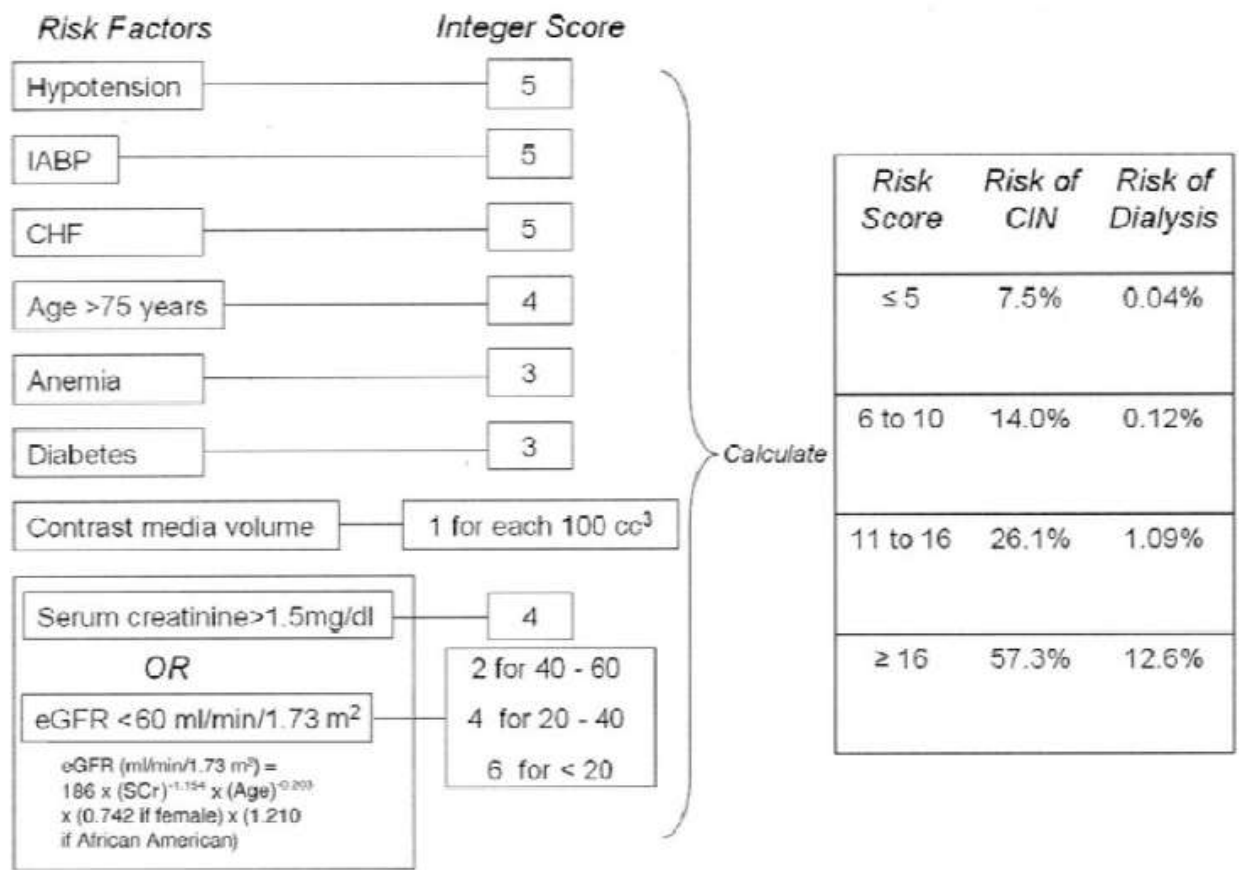 Risk Factors
Integer Score
Hypotension
5
IABP
5
CHF
5
Age >75 years
4
Anemia
3
Diabetes
3
Contrast media volume
1 for each 100 cc³
Serum creatinine>1.5mg/dl
4
OR
eGFR <60 ml/min/1.73 m²
2 for 40 - 60
4 for 20 - 40
6 for < 20
eGFR (ml/min/1.73 m²) =
186 x (SCr)⁻¹·¹⁵⁴ x (Age)⁻⁰·²⁰³
x (0.742 if female) x (1.210
if African American)
Calculate
Risk Score Risk of CIN Risk of Dialysis
≤ 5 7.5% 0.04%
6 to 10 14.0% 0.12%
11 to 16 26.1% 1.09%
≥ 16 57.3% 12.6%